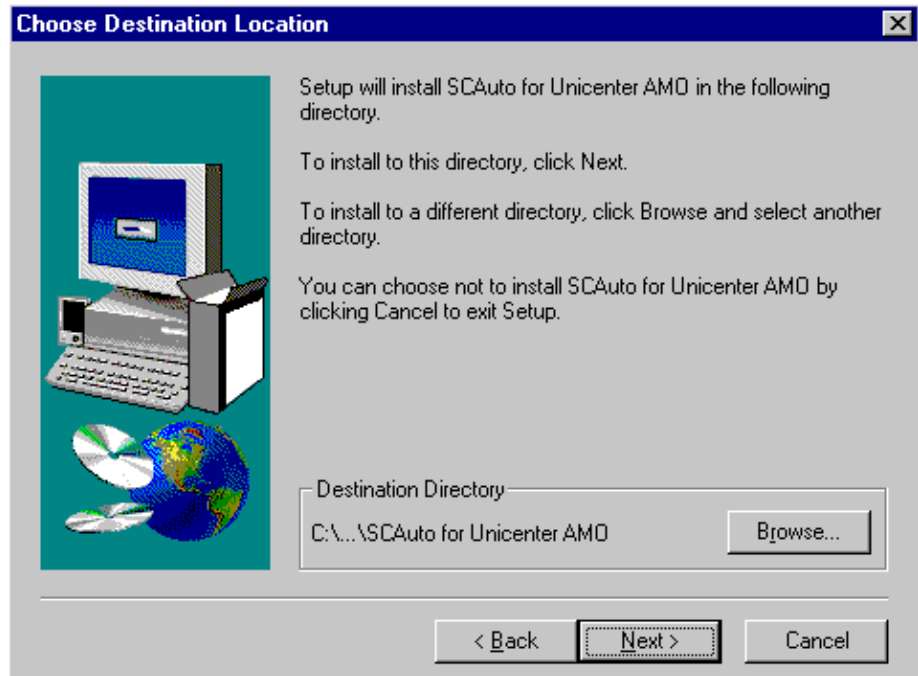 Choose Destination Location
Setup will install SCAuto for Unicenter AMO in the following
directory.
To install to this directory, click Next.
To install to a different directory, click Browse and select another
directory.
You can choose not to install SCAuto for Unicenter AMO by
clicking Cancel to exit Setup.
Destination Directory
C:\...\SCAuto for Unicenter AMO
Browse...
< Back
Next >
Cancel